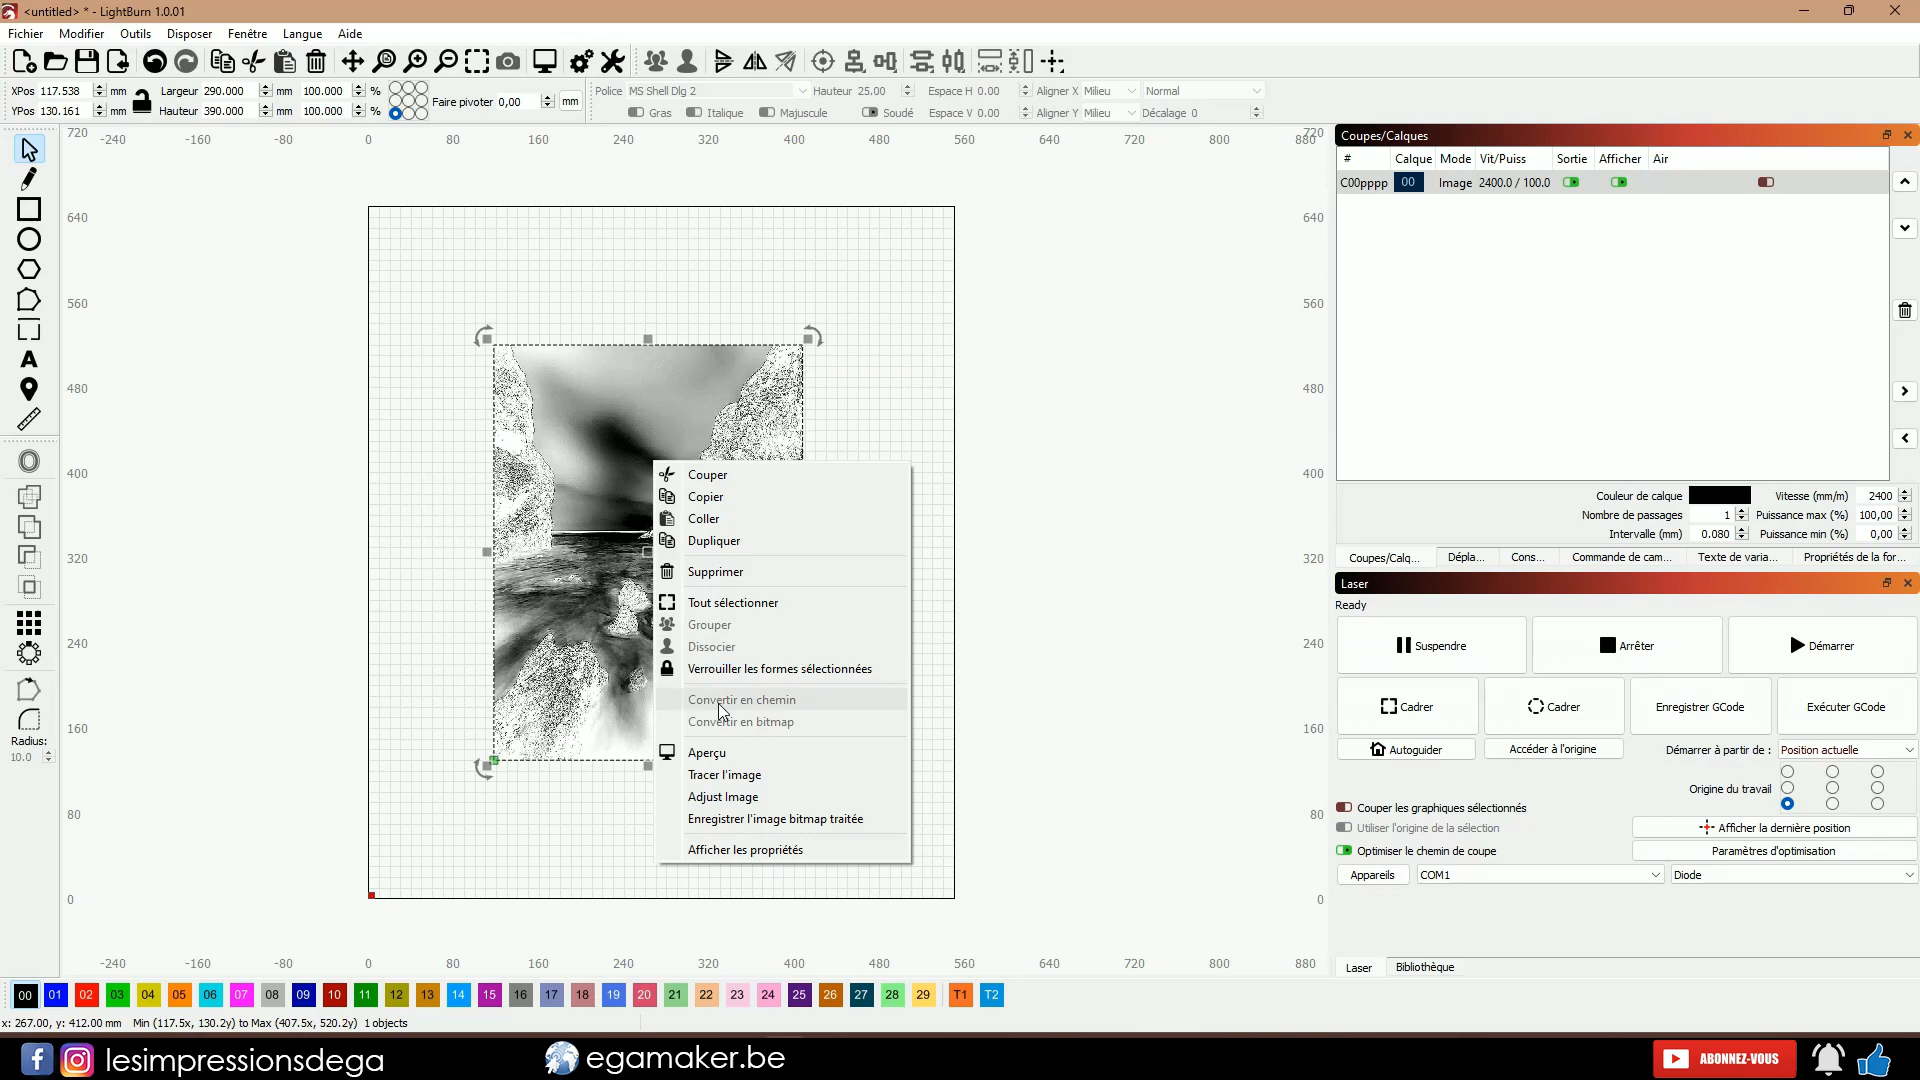 <untitled> * - LightBurn 1.0.01
Fichier Modifier Outils Disposer Fenêtre Langue Aide
XPos 117.538 mm Largeur 290.000 mm 100.000 % Faire pivoter 0,00 mm Police MS Shell Dlg 2 Hauteur 25.00 Espace H 0.00 Aligner X Milieu Normal
YPos 130.161 mm Hauteur 390.000 mm 100.000 % Gras Italique Majuscule Soudé Espace V 0.00 Aligner Y Milieu Décalage 0
720 -240 -160 -80 0 80 160 240 320 400 480 560 640 720 800 880 720
640 640
560 560
480 480
400 400
320 320
240 240
160 160
80 80
0 0
-240 -160 -80 0 80 160 240 320 400 480 560 640 720 800 880
A
Radius:
10.0
Couper
Copier
Coller
Dupliquer
Supprimer
Tout sélectionner
Grouper
Dissocier
Verrouiller les formes sélectionnées
Convertir en chemin
Convertir en bitmap
Aperçu
Tracer l'image
Adjust Image
Enregistrer l'image bitmap traitée
Afficher les propriétés
Coupes/Calques
# Calque Mode Vit/Puiss Sortie Afficher Air
C00pppp 00 Image 2400.0 / 100.0
Couleur de calque Vitesse (mm/m) 2400
Nombre de passages 1 Puissance max (%) 100,00
Intervalle (mm) 0.080 Puissance min (%) 0,00
Coupes/Calq... Dépla... Cons... Commande de cam... Texte de varia... Propriétés de la for...
Laser
Ready
Suspendre Arrêter Démarrer
Cadrer Cadrer Enregistrer GCode Exécuter GCode
Autoguider Accéder à l'origine Démarrer à partir de : Position actuelle
Origine du travail
Couper les graphiques sélectionnés
Utiliser l'origine de la sélection Afficher la dernière position
Optimiser le chemin de coupe Paramètres d'optimisation
Appareils COM1 Diode
Laser Bibliothèque
00 01 02 03 04 05 06 07 08 09 10 11 12 13 14 15 16 17 18 19 20 21 22 23 24 25 26 27 28 29 T1 T2
x: 267.00, y: 412.00 mm Min (117.5x, 130.2y) to Max (407.5x, 520.2y) 1 objects
lesimpressionsdega egamaker.be ABONNEZ-VOUS